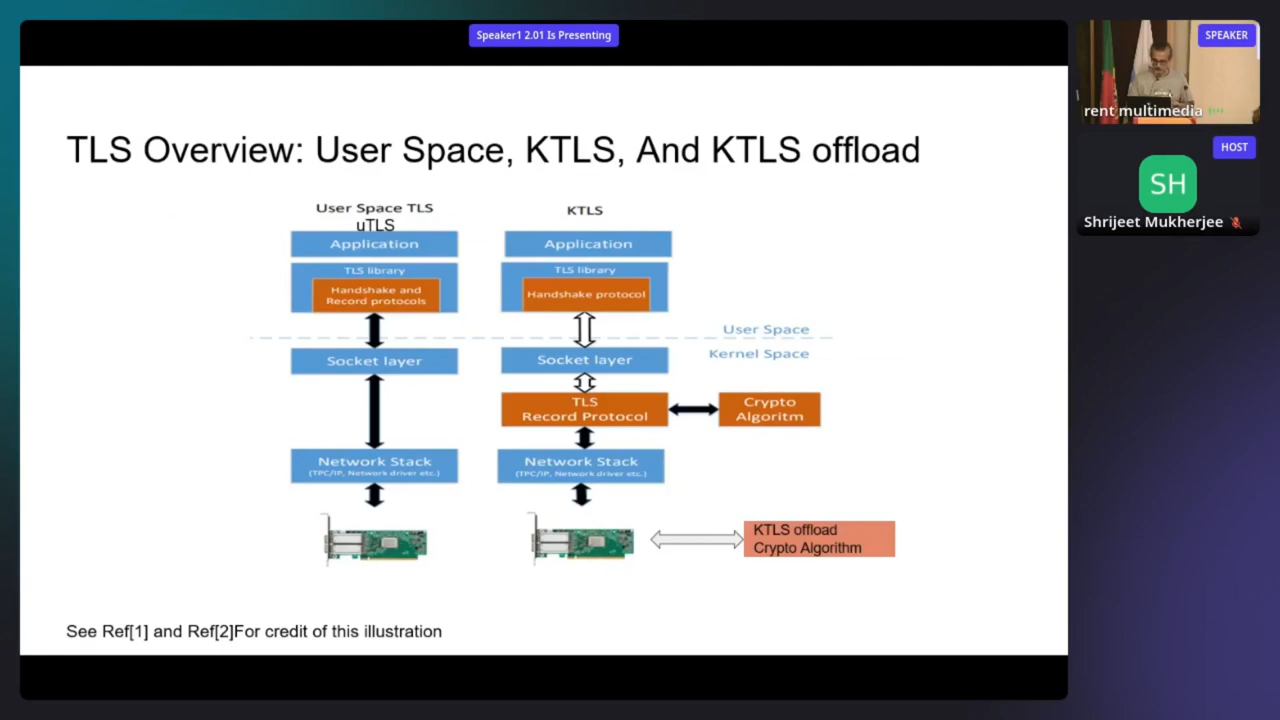 Speaker1 2.01 Is Presenting
SPEAKER
rent multimedia
HOST
SH
Shrijeet Mukherjee
TLS Overview: User Space, KTLS, And KTLS offload
User Space TLS
uTLS
Application
TLS library
Handshake and
Record protocols
Socket layer
Network Stack
(TPC/IP, Network driver etc.)
KTLS
Application
TLS library
Handshake protocol
User Space
Kernel Space
Socket layer
TLS
Record Protocol
Crypto
Algoritm
Network Stack
(TPC/IP, Network driver etc.)
KTLS offload
Crypto Algorithm
See Ref[1] and Ref[2]For credit of this illustration